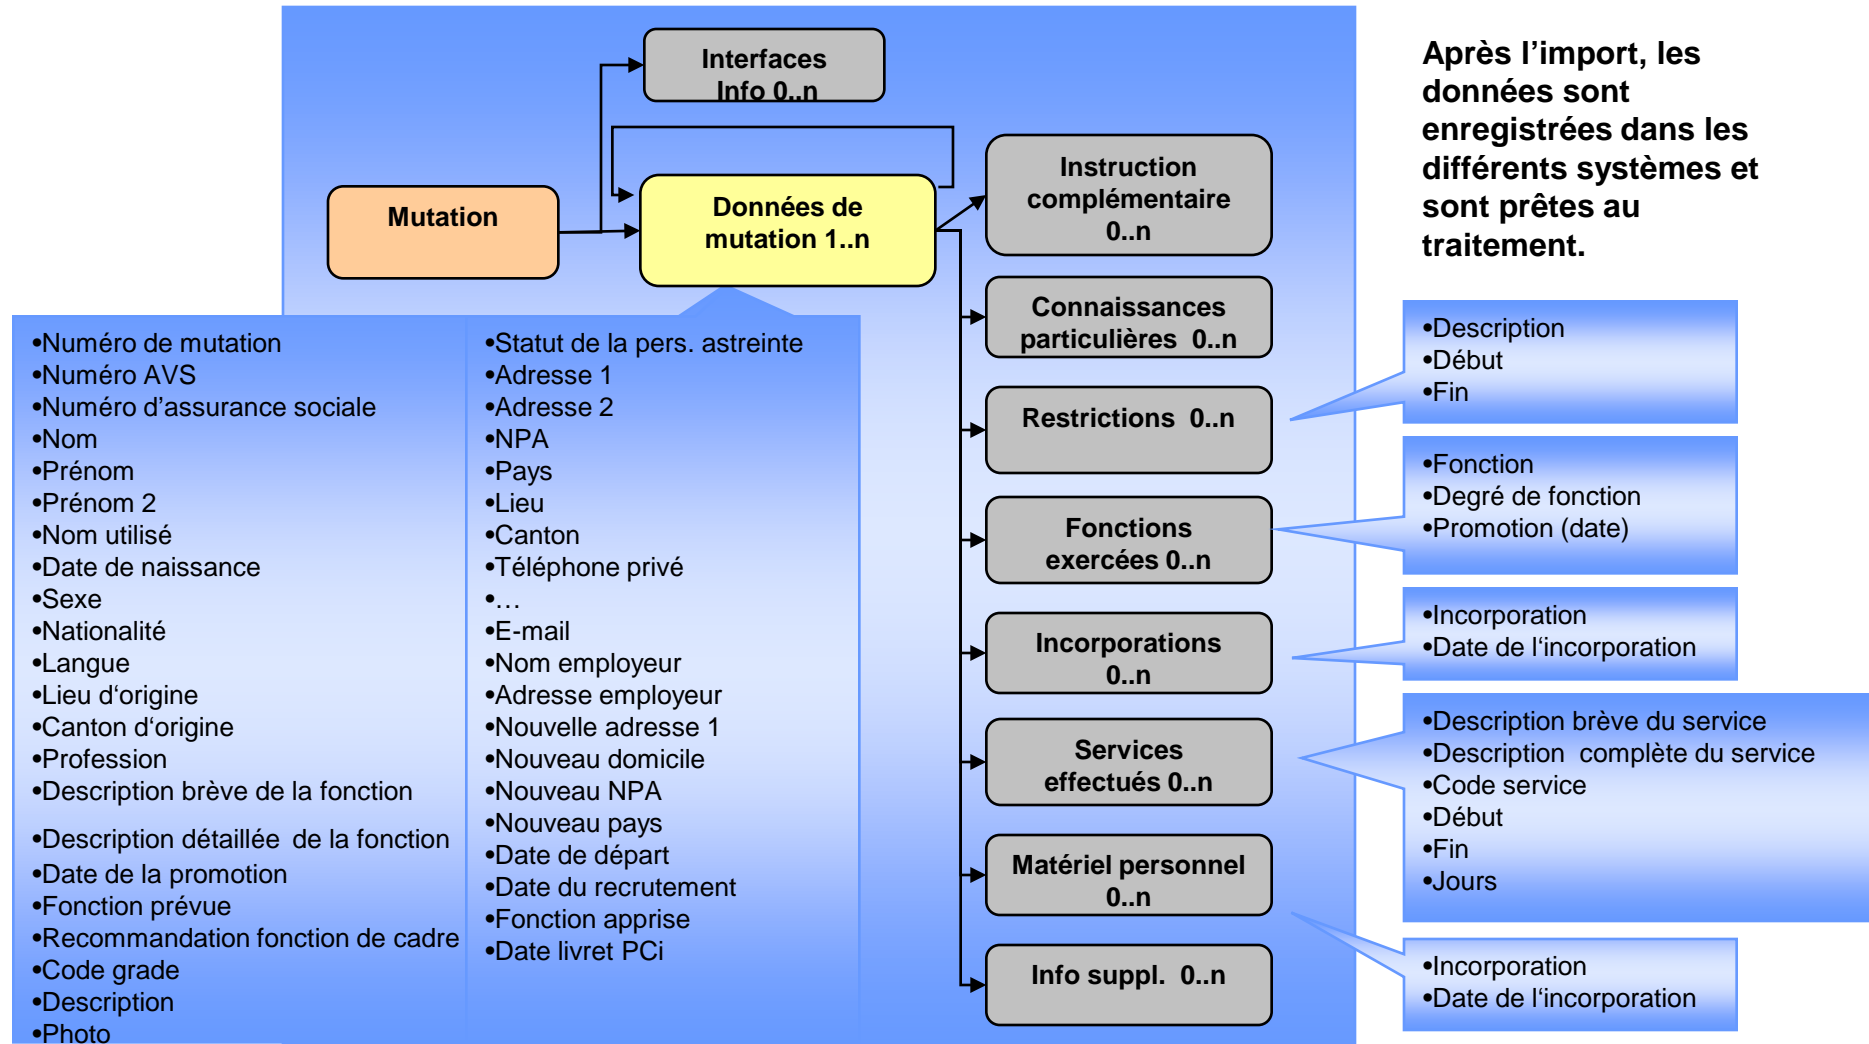 Interfaces
Info 0..n
Mutation
Données de
mutation 1..n
Instruction
complémentaire
0..n
Connaissances
particulières 0..n
Restrictions 0..n
Fonctions
exercées 0..n
Incorporations
0..n
Services
effectués 0..n
Matériel personnel
0..n
Info suppl. 0..n
Après l’import, les
données sont
enregistrées dans les
différents systèmes et
sont prêtes au
traitement.
•Numéro de mutation
•Numéro AVS
•Numéro d’assurance sociale
•Nom
•Prénom
•Prénom 2
•Nom utilisé
•Date de naissance
•Sexe
•Nationalité
•Langue
•Lieu d‘origine
•Canton d‘origine
•Profession
•Description brève de la fonction
•Description détaillée de la fonction
•Date de la promotion
•Fonction prévue
•Recommandation fonction de cadre
•Code grade
•Description
•Photo
•Statut de la pers. astreinte
•Adresse 1
•Adresse 2
•NPA
•Pays
•Lieu
•Canton
•Téléphone privé
•…
•E-mail
•Nom employeur
•Adresse employeur
•Nouvelle adresse 1
•Nouveau domicile
•Nouveau NPA
•Nouveau pays
•Date de départ
•Date du recrutement
•Fonction apprise
•Date livret PCi
•Description
•Début
•Fin
•Fonction
•Degré de fonction
•Promotion (date)
•Incorporation
•Date de l‘incorporation
•Description brève du service
•Description complète du service
•Code service
•Début
•Fin
•Jours
•Incorporation
•Date de l‘incorporation